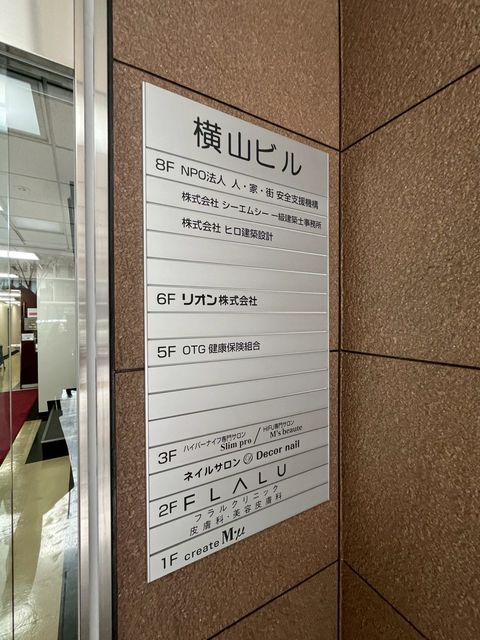 横山ビル
8F NPO法人 人・家・街 安全支援機構
株式会社 シーエムシー 一級建築士事務所
株式会社 ヒロ建築設計
6F リオン株式会社
5F OTG 健康保険組合
3F ハイパーナイフ専門サロン Slim pro / HIFU専門サロン M's beaute
ネイルサロン Decor nail
2F FLALU
フラルクリニック
皮膚科・美容皮膚科
1F create M・μ